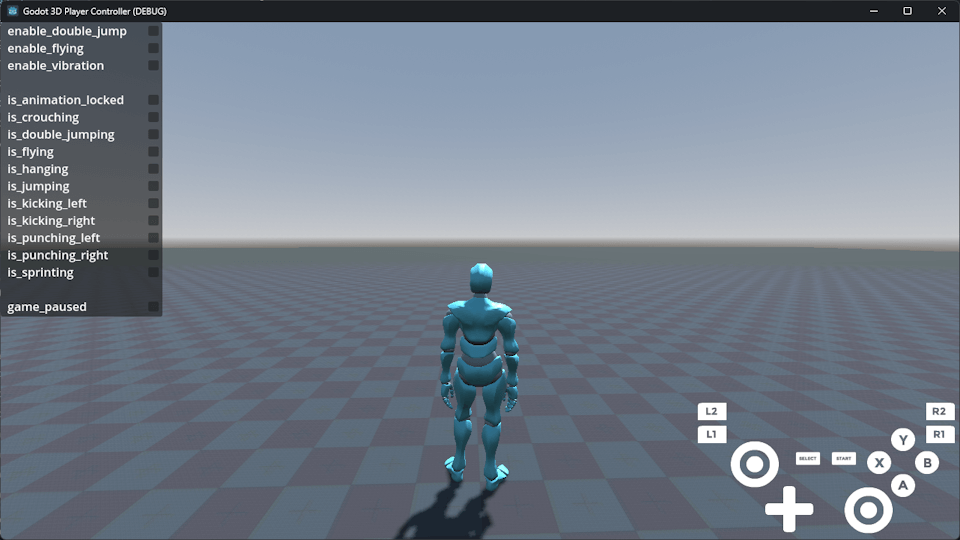 Godot 3D Player Controller (DEBUG)
enable_double_jump
enable_flying
enable_vibration
is_animation_locked
is_crouching
is_double_jumping
is_flying
is_hanging
is_jumping
is_kicking_left
is_kicking_right
is_punching_left
is_punching_right
is_sprinting
game_paused
L2
R2
L1
R1
Y
SELECT
START
X
B
A